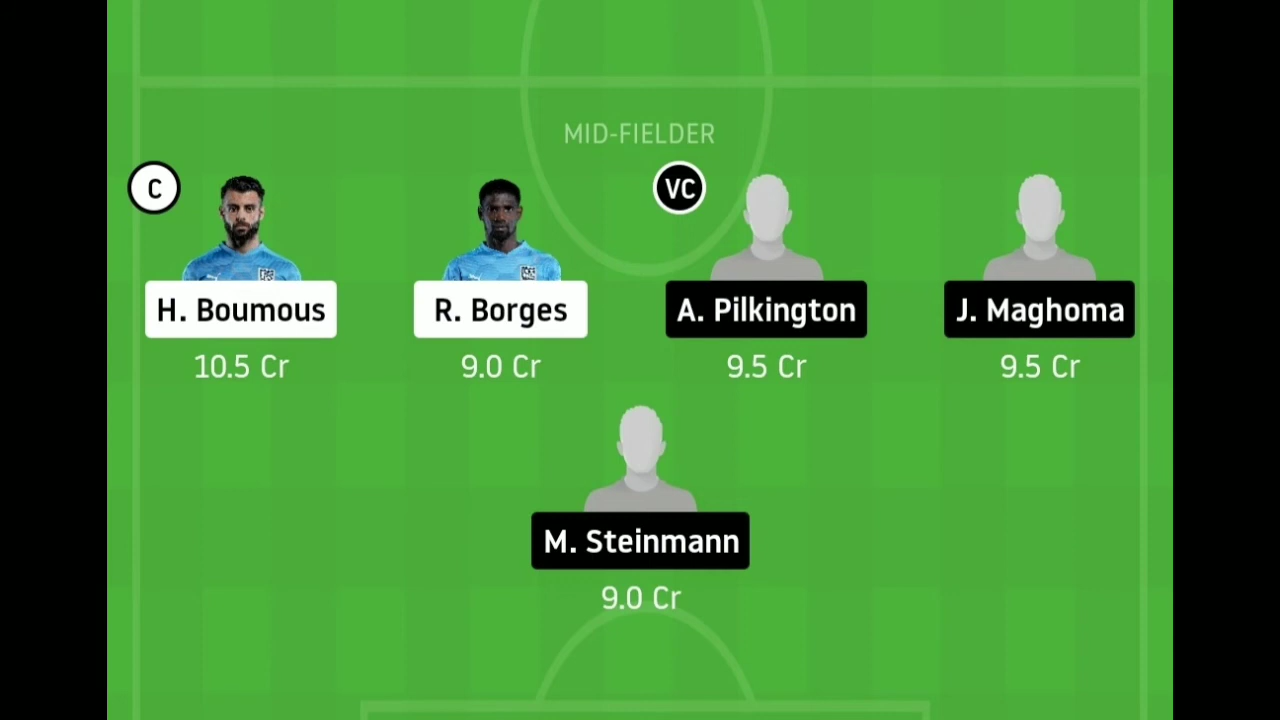 MID-FIELDER
C
VC
H. Boumous
R. Borges
A. Pilkington
J. Maghoma
10.5 Cr
9.0 Cr
9.5 Cr
9.5 Cr
M. Steinmann
9.0 Cr